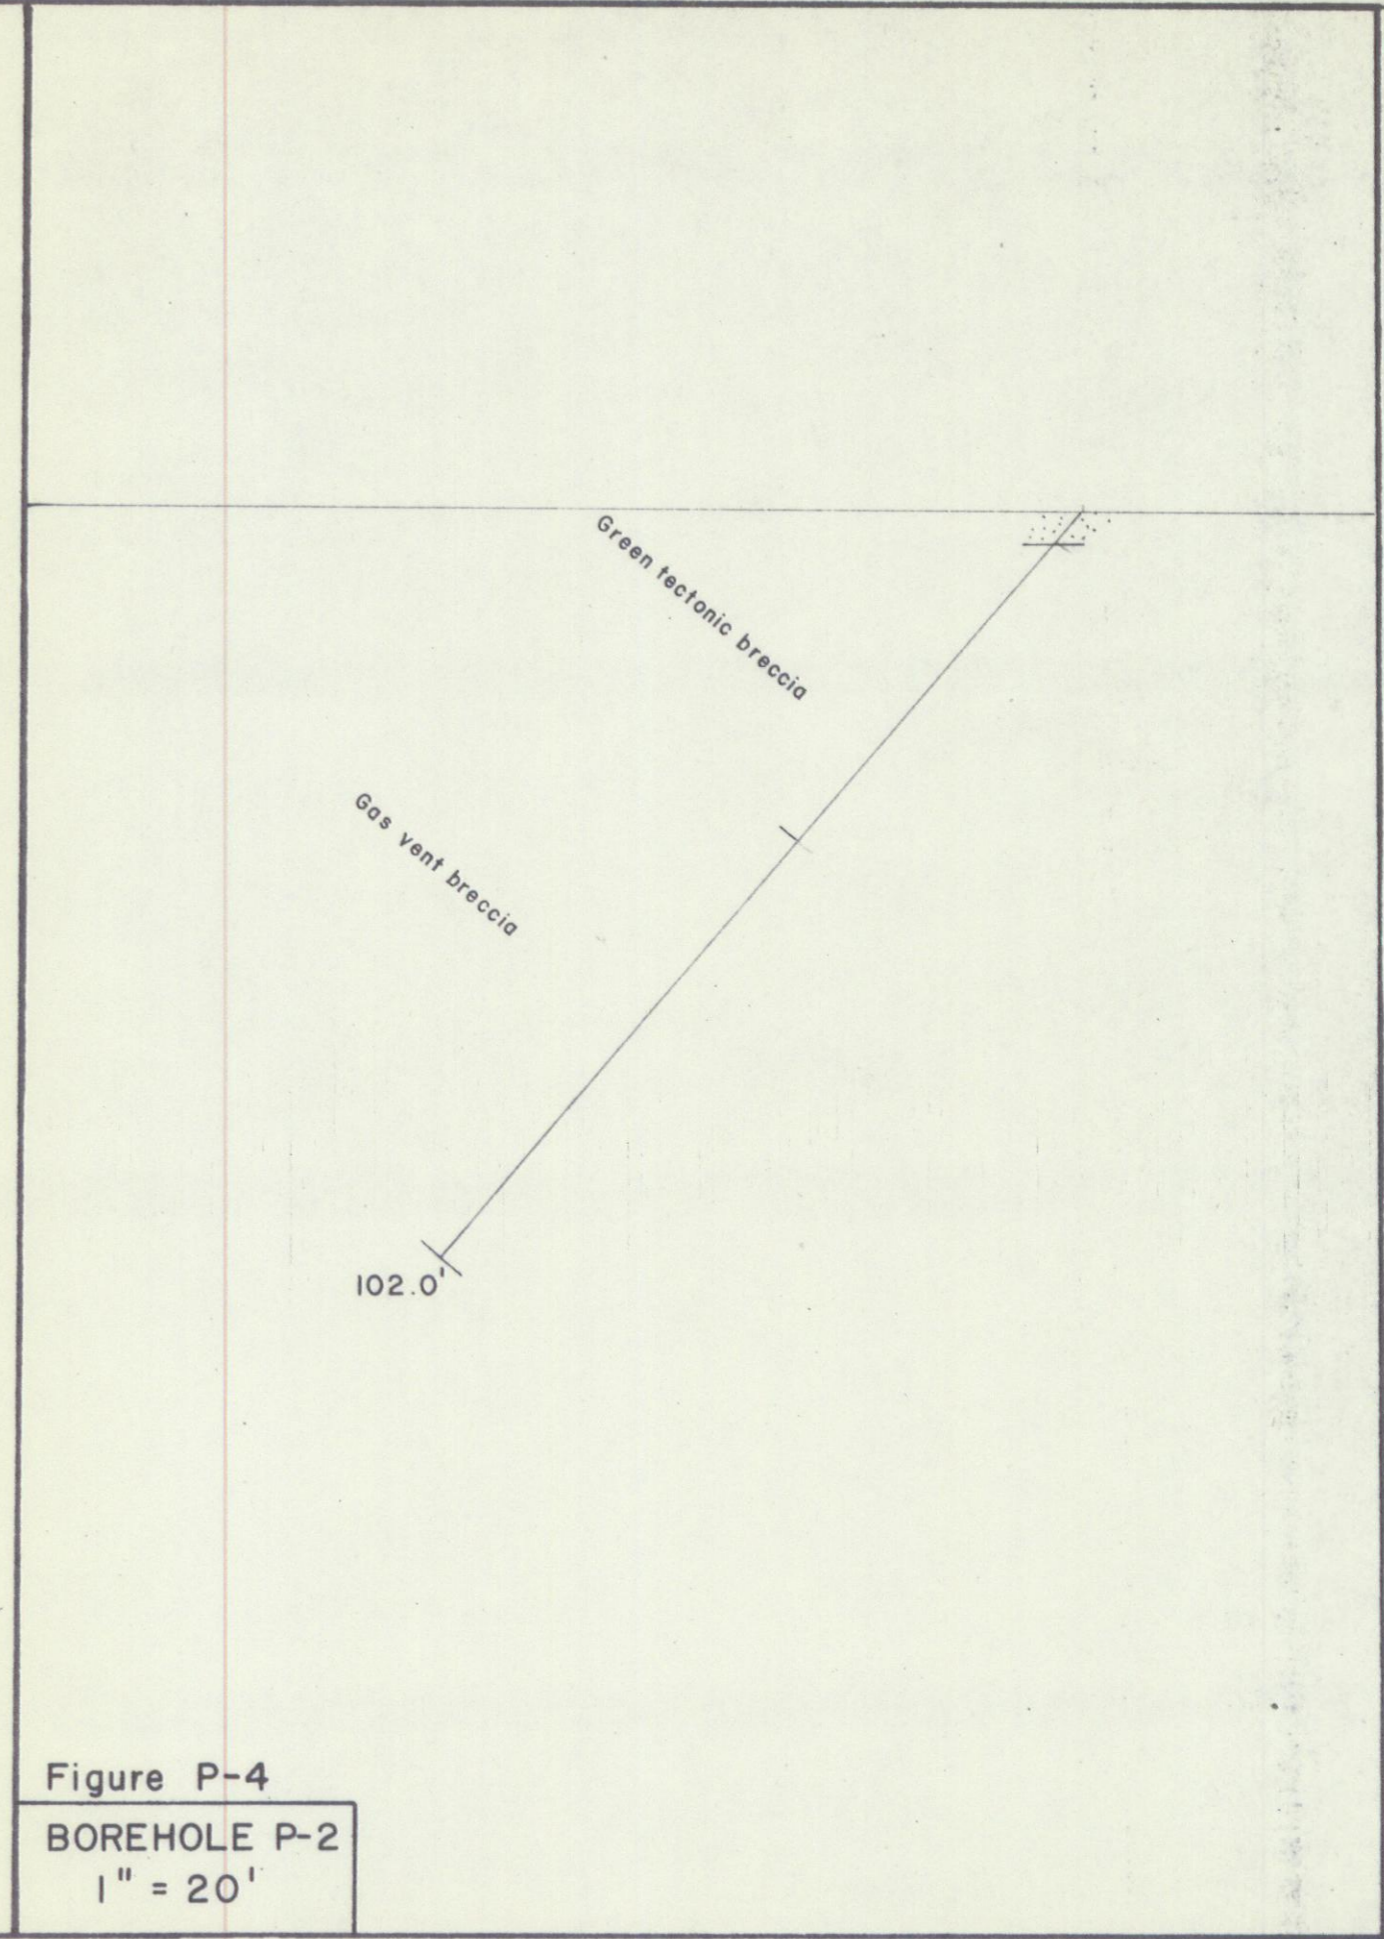 Green tectonic breccia
Gas vent breccia
102.0'
Figure P-4
BOREHOLE P-2
1" = 20'